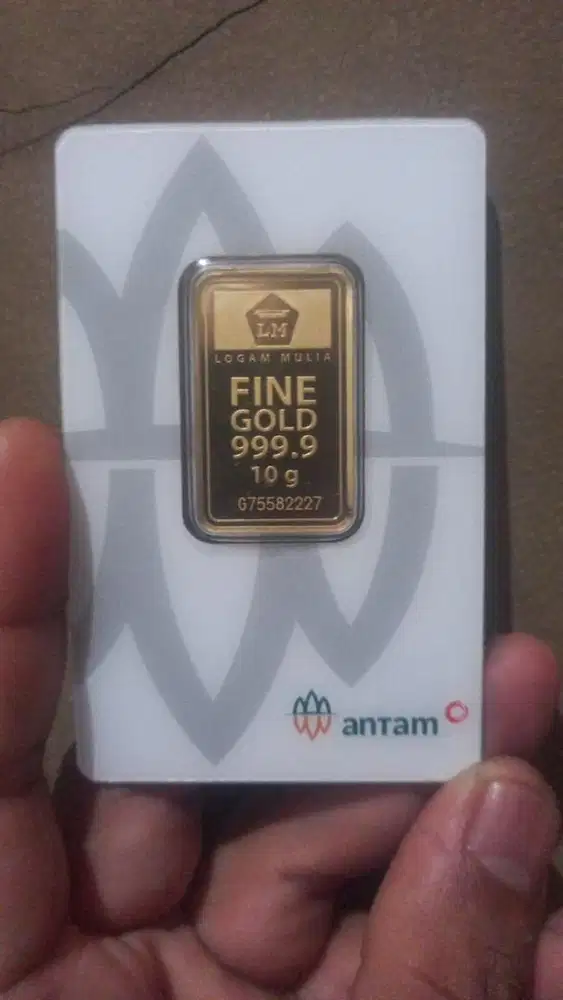 LM
LOGAM MULIA
FINE
GOLD
999.9
10 g
G75582227
antam